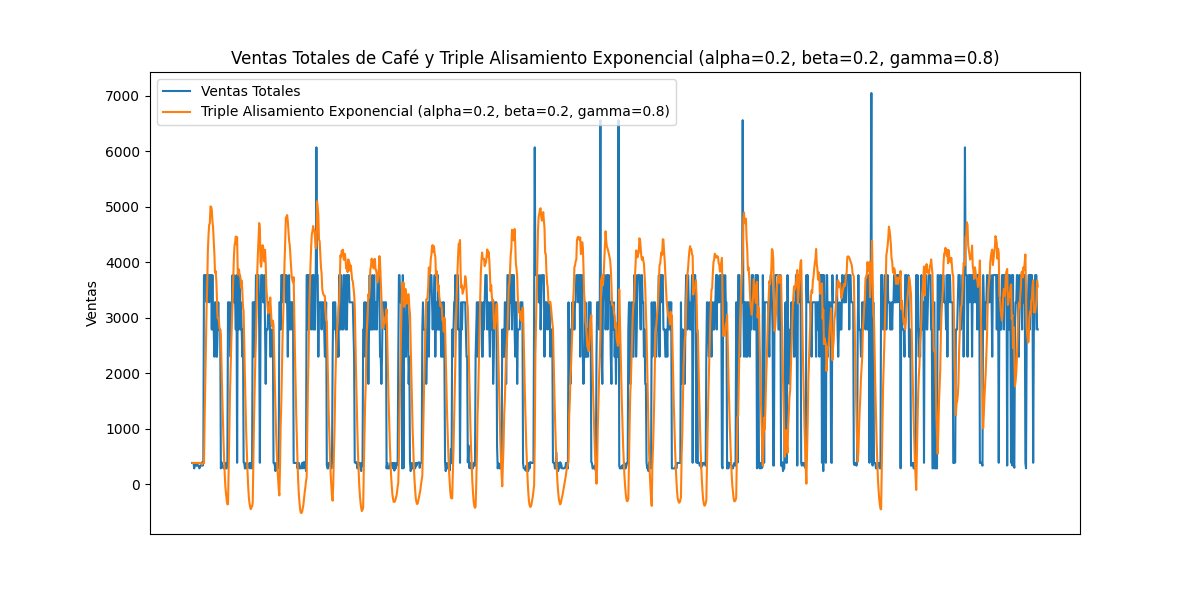 Ventas Totales de Café y Triple Alisamiento Exponencial (alpha=0.2, beta=0.2, gamma=0.8)
Ventas Totales
Triple Alisamiento Exponencial (alpha=0.2, beta=0.2, gamma=0.8)
7000
6000
5000
4000
3000
2000
1000
0
Ventas